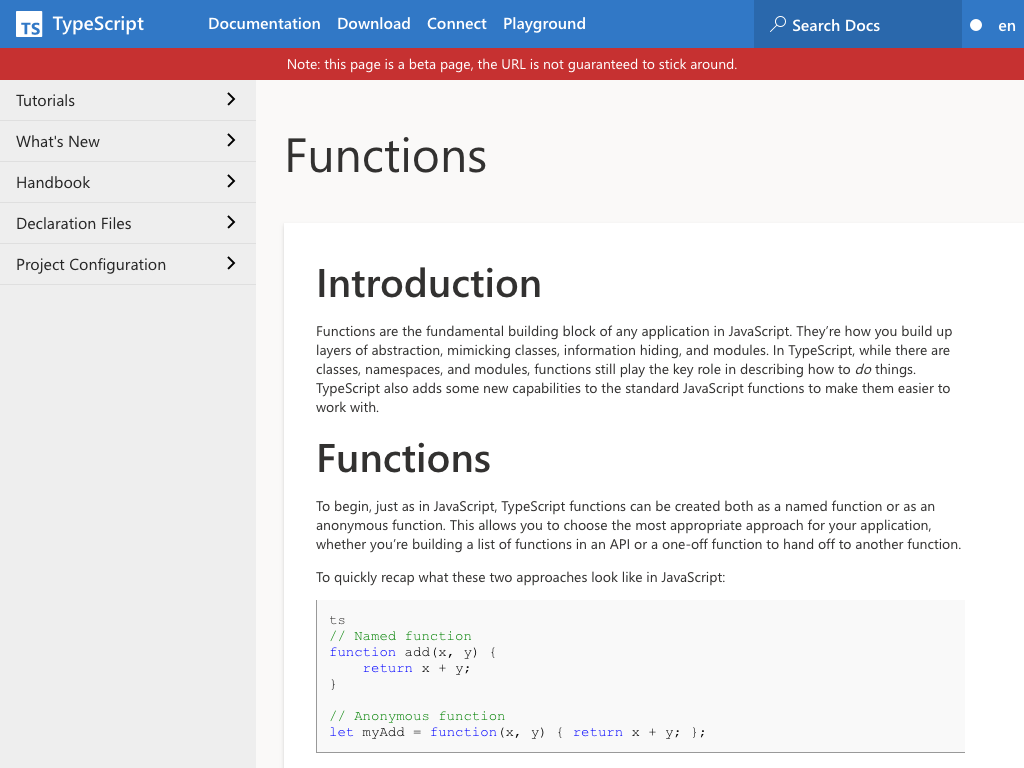 TS TypeScript Documentation Download Connect Playground Search Docs en
Note: this page is a beta page, the URL is not guaranteed to stick around.
Tutorials
What's New
Handbook
Declaration Files
Project Configuration
Functions
Introduction
Functions are the fundamental building block of any application in JavaScript. They’re how you build up
layers of abstraction, mimicking classes, information hiding, and modules. In TypeScript, while there are
classes, namespaces, and modules, functions still play the key role in describing how to do things.
TypeScript also adds some new capabilities to the standard JavaScript functions to make them easier to
work with.
Functions
To begin, just as in JavaScript, TypeScript functions can be created both as a named function or as an
anonymous function. This allows you to choose the most appropriate approach for your application,
whether you’re building a list of functions in an API or a one-off function to hand off to another function.
To quickly recap what these two approaches look like in JavaScript:
ts
// Named function
function add(x, y) {
    return x + y;
}
// Anonymous function
let myAdd = function(x, y) { return x + y; };